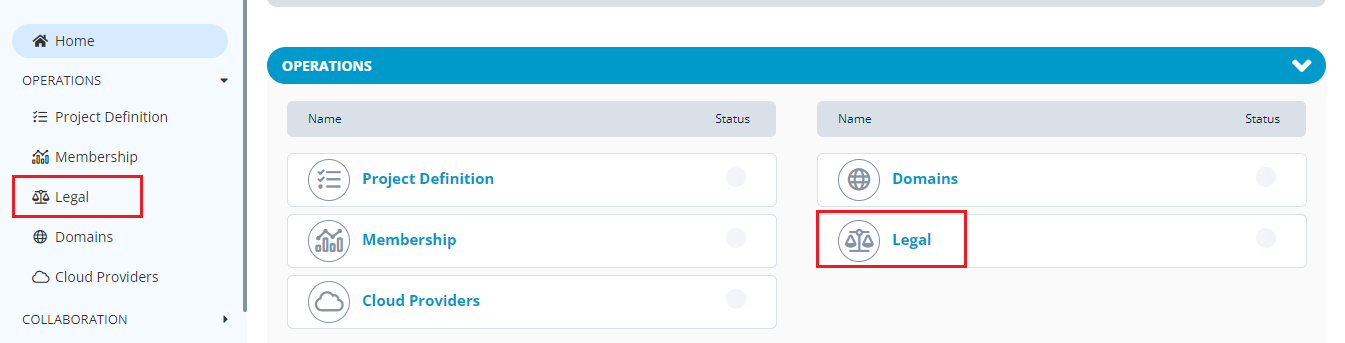 Home
OPERATIONS
Project Definition
Membership
Legal
Domains
Cloud Providers
COLLABORATION
OPERATIONS
Name Status
Project Definition
Membership
Cloud Providers
Name Status
Domains
Legal